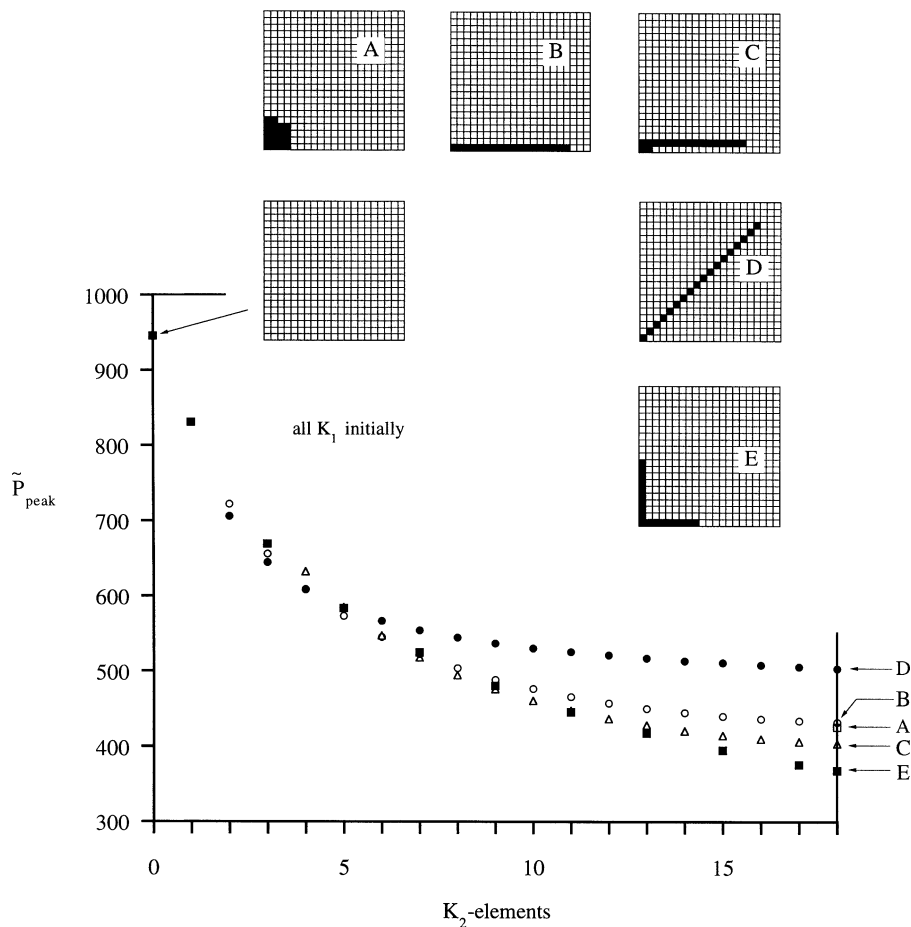 A
B
C
D
E
1000
900
800
700
600
500
400
300
P̃peak
all K₁ initially
D
B
A
C
E
0
5
10
15
K₂-elements